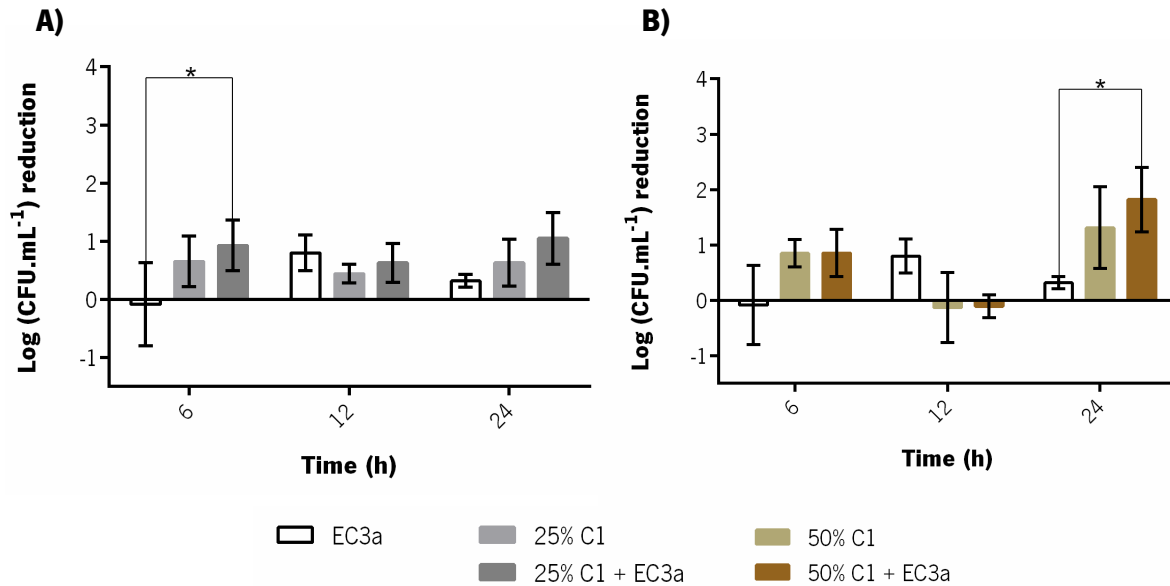 A)
Log (CFU.mL⁻¹) reduction
4
3
2
1
0
-1
*
6
12
24
Time (h)
B)
Log (CFU.mL⁻¹) reduction
4
3
2
1
0
-1
*
6
12
24
Time (h)
EC3a
25% C1
50% C1
25% C1 + EC3a
50% C1 + EC3a